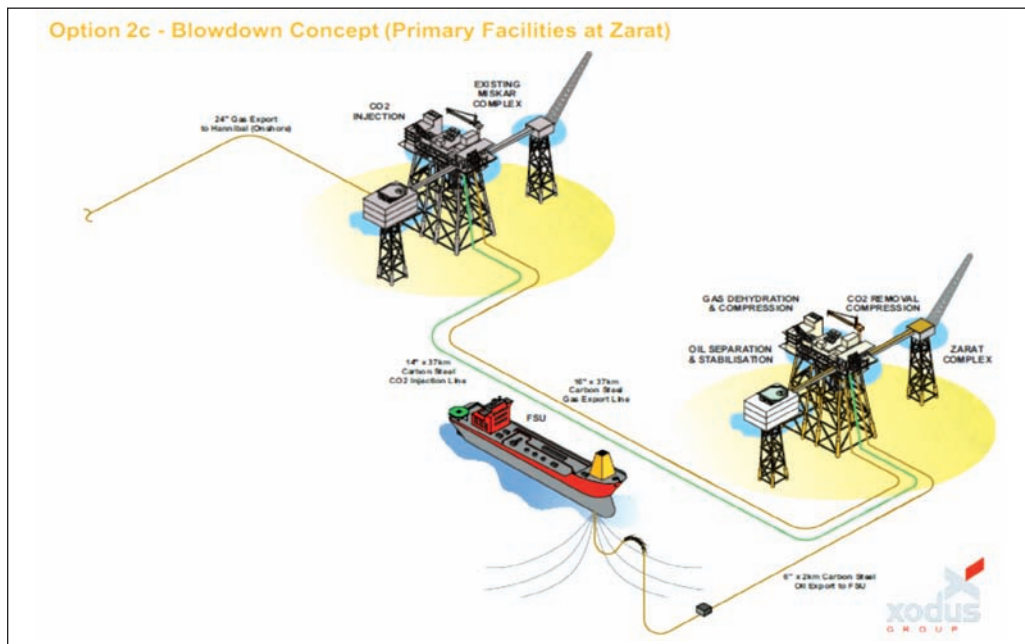 Option 2c - Blowdown Concept (Primary Facilities at Zarat)
EXISTING
MISKAR
COMPLEX
CO2
INJECTION
24" Gas Export
to Hannibal (Onshore)
GAS DEHYDRATION
& COMPRESSION
CO2 REMOVAL
COMPRESSION
OIL SEPARATION
& STABILISATION
ZARAT
COMPLEX
14" x 37km
Carbon Steel
CO2 Injection Line
16" x 37km
Carbon Steel
Gas Export Line
FSU
6" x 2km Carbon Steel
Oil Export to FSU
xodus
GROUP